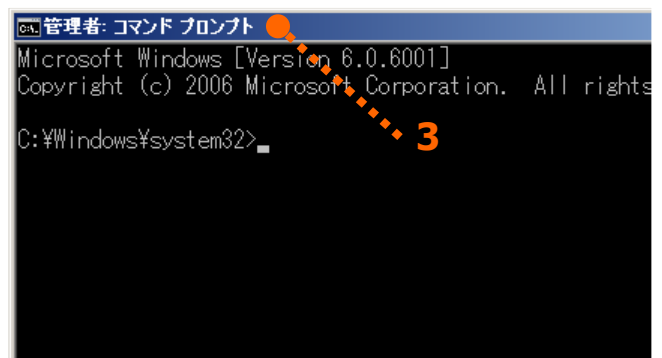 管理者: コマンド プロンプト
Microsoft Windows [Version 6.0.6001]
Copyright (c) 2006 Microsoft Corporation.  All rights
C:¥Windows¥system32>
3